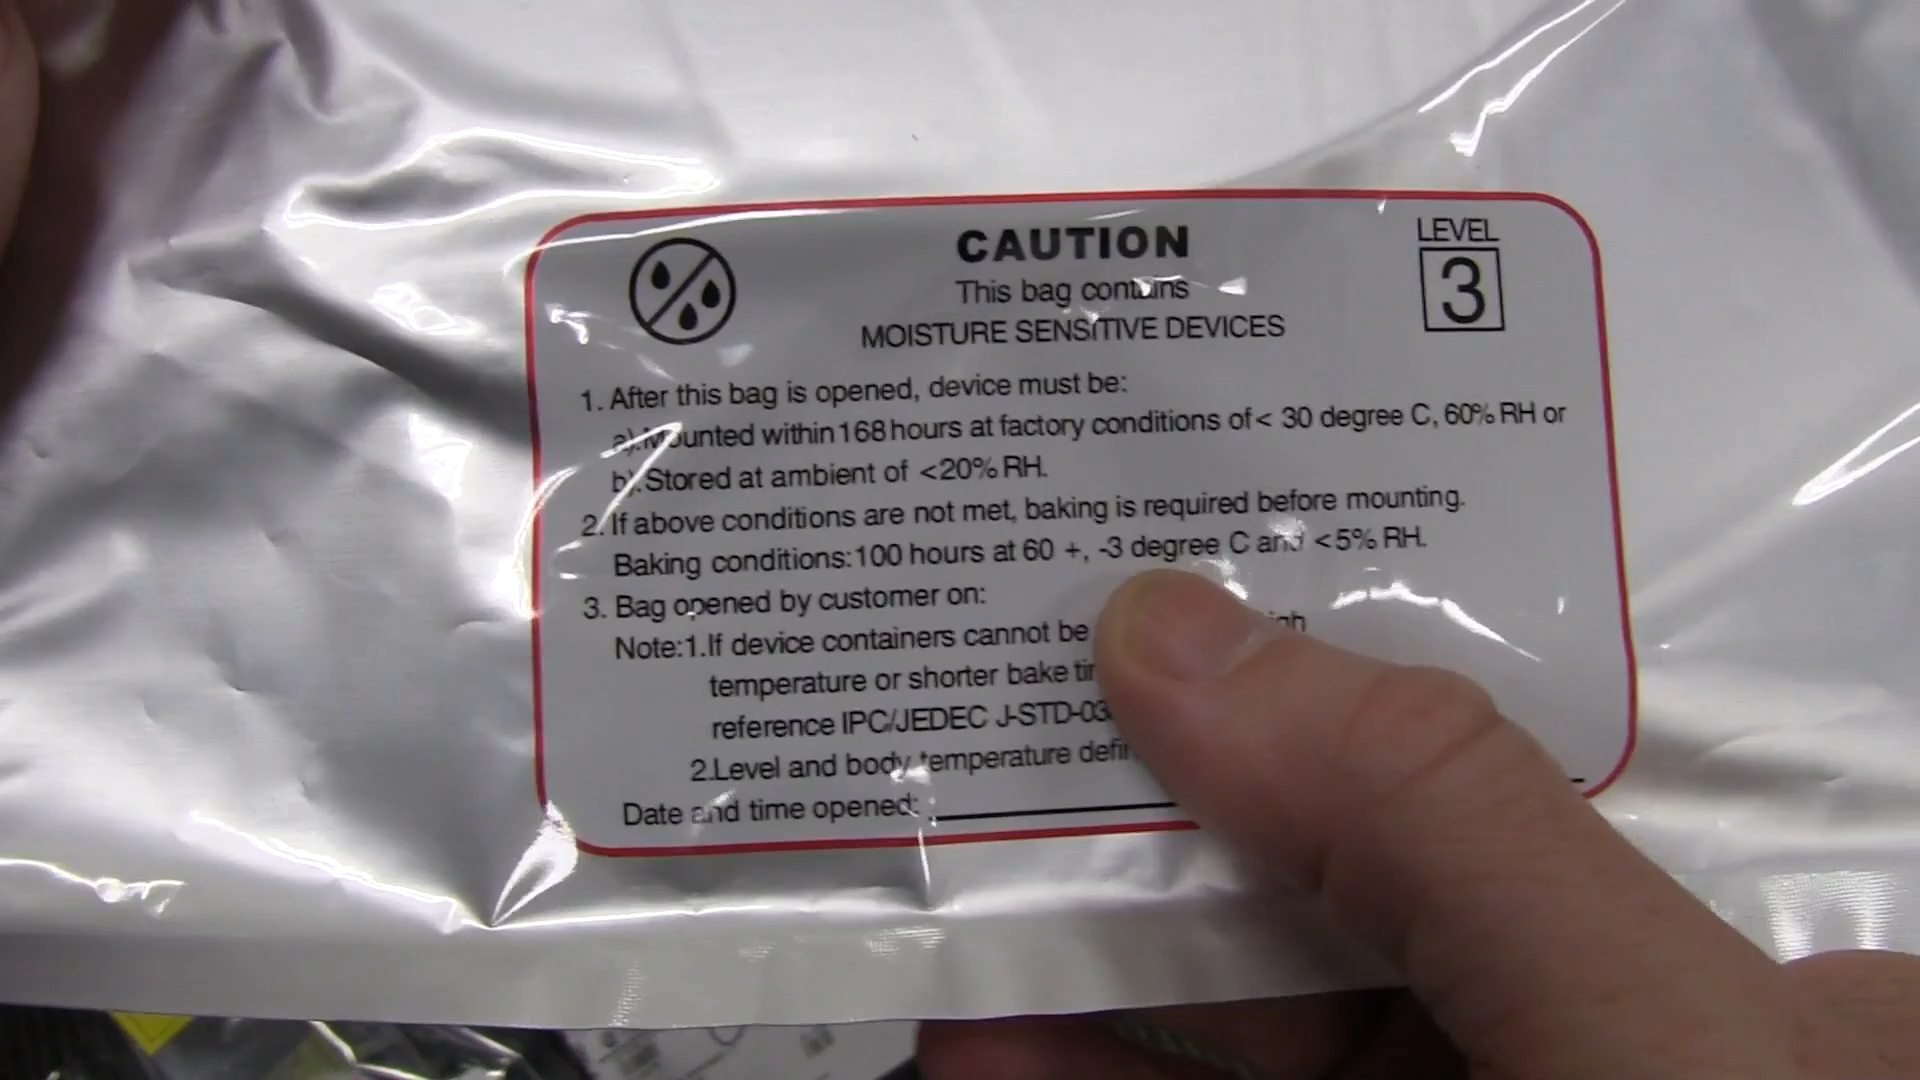 CAUTION
LEVEL
3
This bag contains
MOISTURE SENSITIVE DEVICES
1. After this bag is opened, device must be:
a).Mounted within 168 hours at factory conditions of < 30 degree C, 60% RH or
b).Stored at ambient of <20% RH.
2. If above conditions are not met, baking is required before mounting.
Baking conditions:100 hours at 60 +, -3 degree C and <5% RH.
3. Bag opened by customer on:
Note:1.If device containers cannot be
temperature or shorter bake
reference IPC/JEDEC
2.Level and body temperature
Date and time opened: